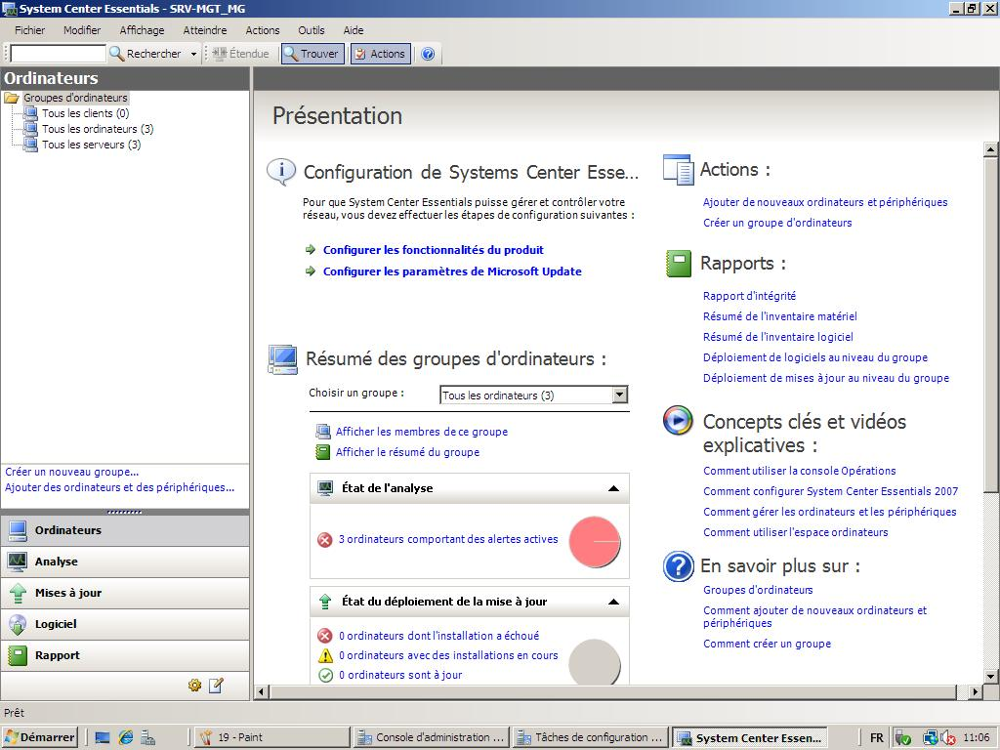 System Center Essentials - SRV-MGT_MG
Fichier Modifier Affichage Atteindre Actions Outils Aide
Rechercher Étendue Trouver Actions
Ordinateurs
Groupes d'ordinateurs
Tous les clients (0)
Tous les ordinateurs (3)
Tous les serveurs (3)
Créer un nouveau groupe...
Ajouter des ordinateurs et des périphériques...
Ordinateurs
Analyse
Mises à jour
Logiciel
Rapport
Présentation
Configuration de Systems Center Esse...
Pour que System Center Essentials puisse gérer et contrôler votre
réseau, vous devez effectuer les étapes de configuration suivantes :
Configurer les fonctionnalités du produit
Configurer les paramètres de Microsoft Update
Résumé des groupes d'ordinateurs :
Choisir un groupe : Tous les ordinateurs (3)
Afficher les membres de ce groupe
Afficher le résumé du groupe
État de l'analyse
3 ordinateurs comportant des alertes actives
État du déploiement de la mise à jour
0 ordinateurs dont l'installation a échoué
0 ordinateurs avec des installations en cours
0 ordinateurs sont à jour
Actions :
Ajouter de nouveaux ordinateurs et périphériques
Créer un groupe d'ordinateurs
Rapports :
Rapport d'intégrité
Résumé de l'inventaire matériel
Résumé de l'inventaire logiciel
Déploiement de logiciels au niveau du groupe
Déploiement de mises à jour au niveau du groupe
Concepts clés et vidéos
explicatives :
Comment utiliser la console Opérations
Comment configurer System Center Essentials 2007
Comment gérer les ordinateurs et les périphériques
Comment utiliser l'espace ordinateurs
En savoir plus sur :
Groupes d'ordinateurs
Comment ajouter de nouveaux ordinateurs et
périphériques
Comment créer un groupe
Prêt
Démarrer 19 - Paint Console d'administration ... Tâches de configuration ... System Center Essen... FR 11:06